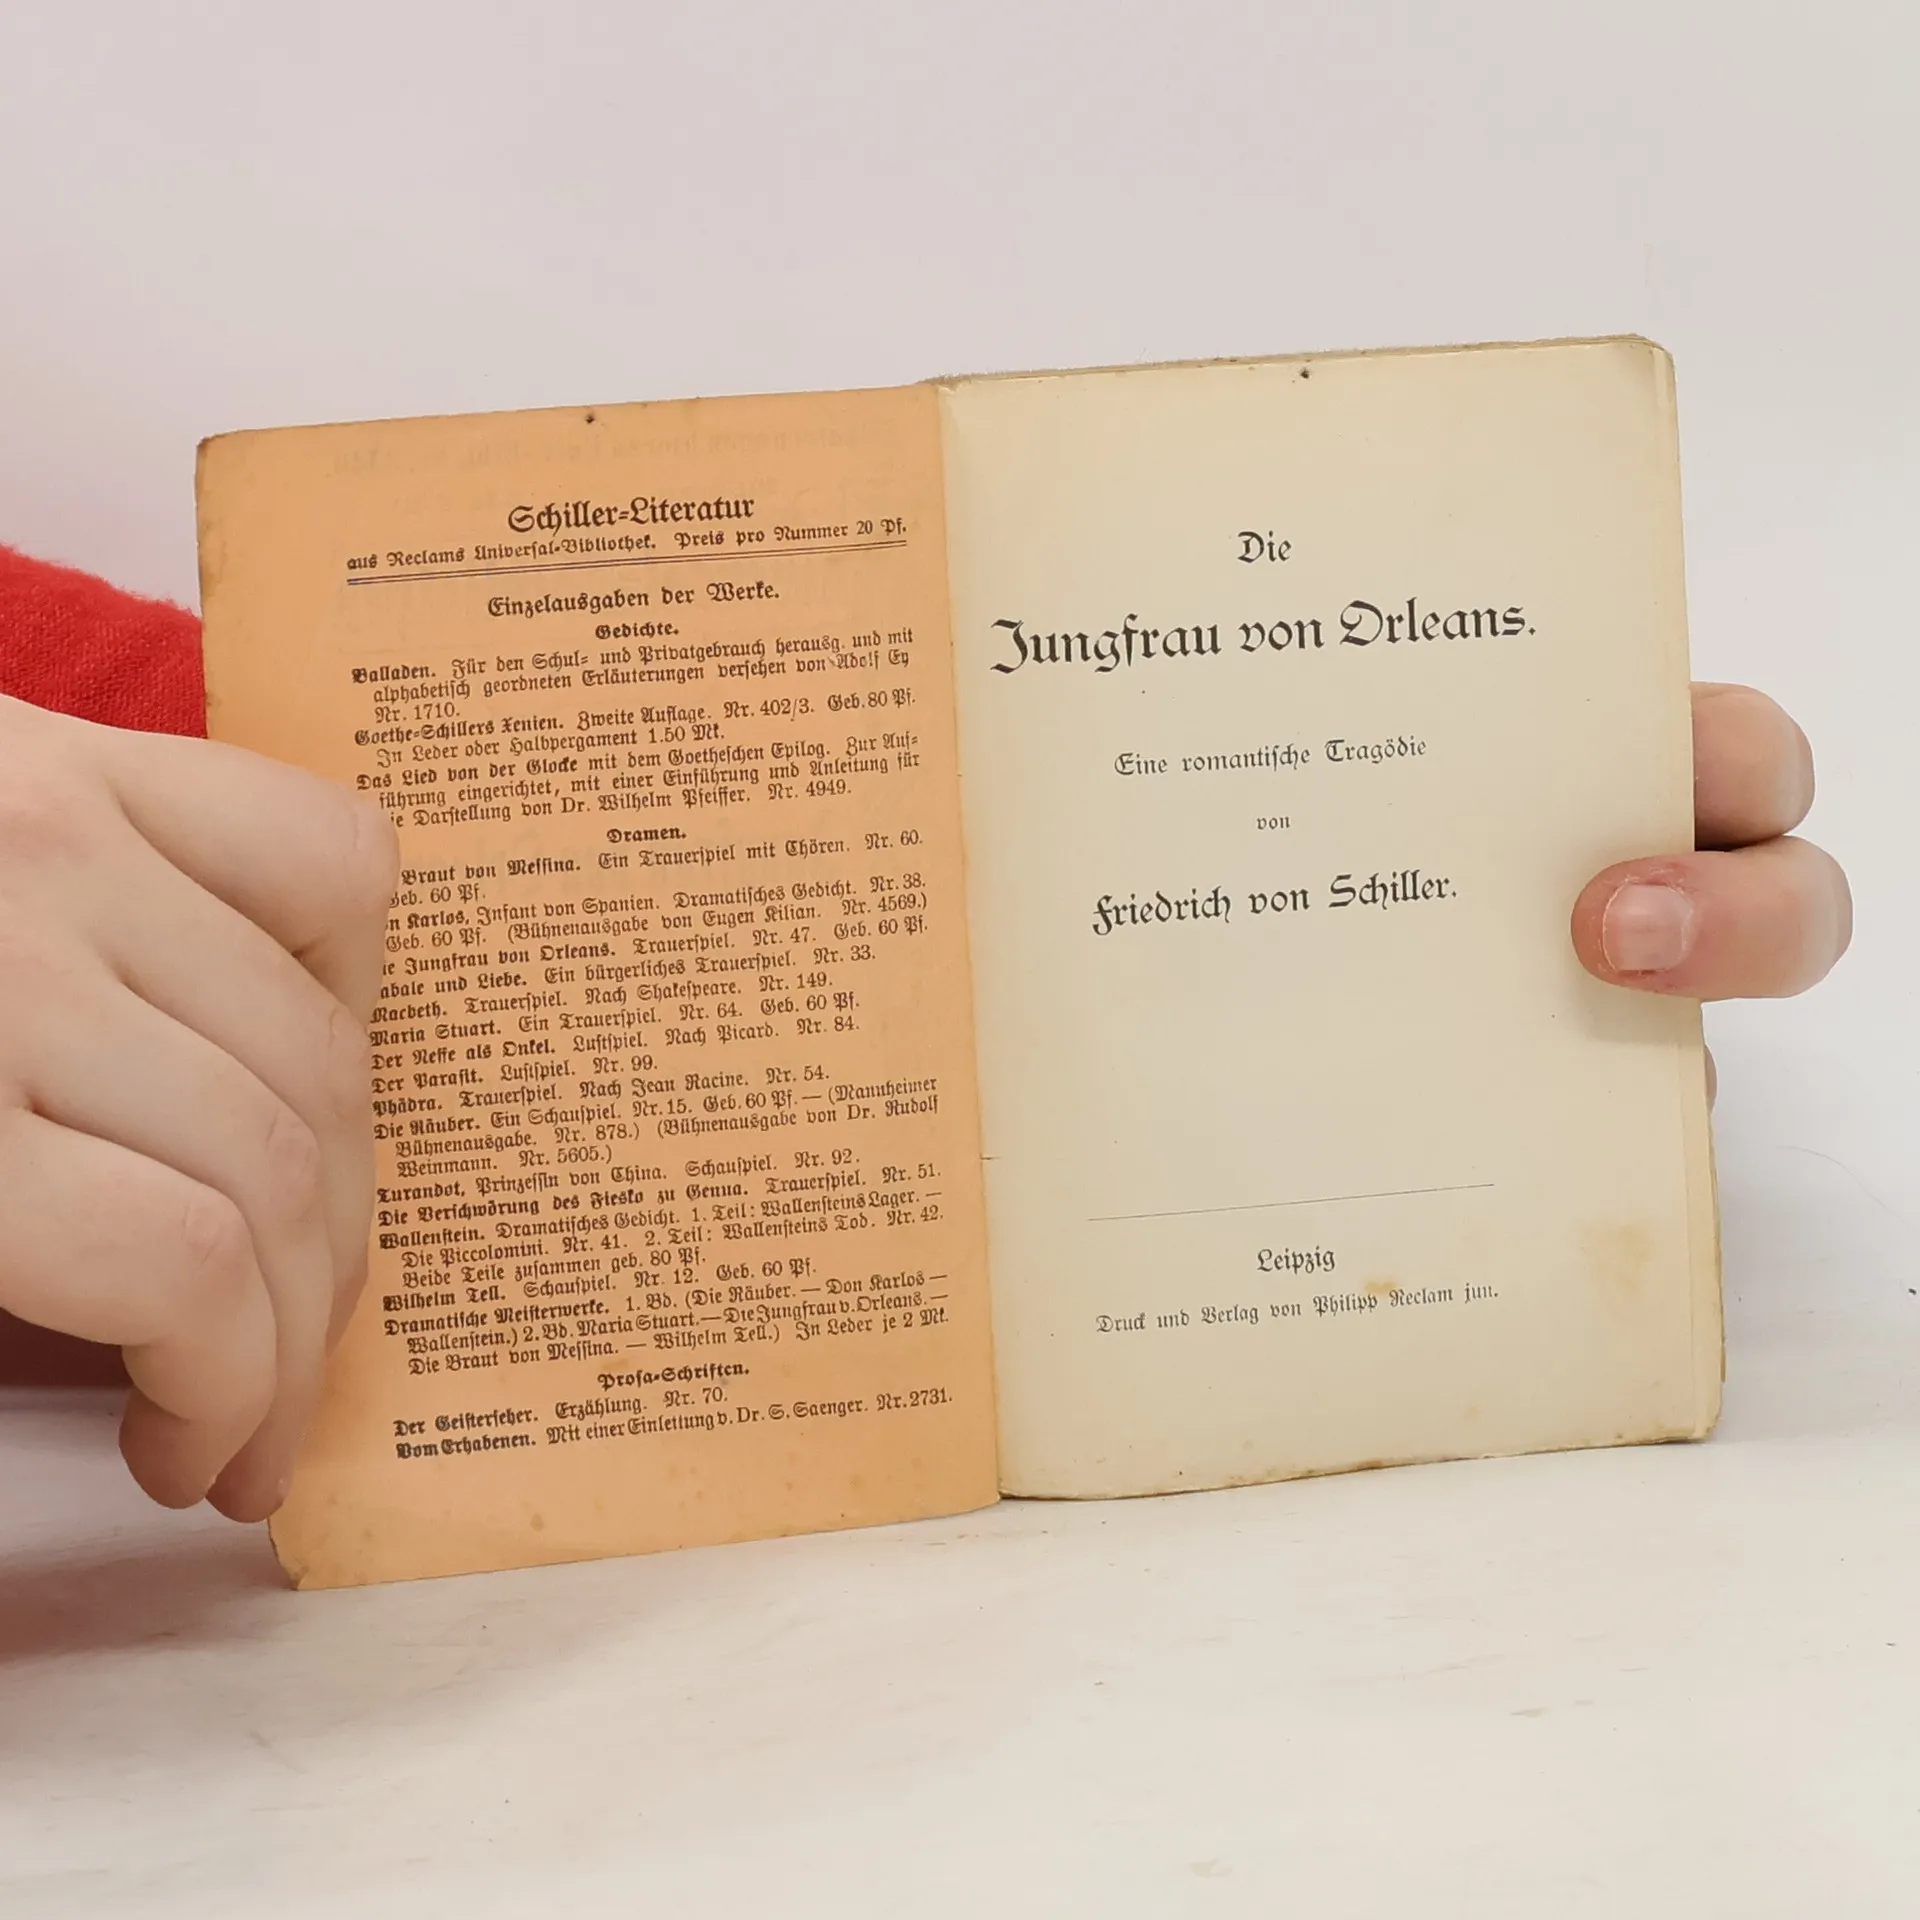 Schiller-Literatur
aus Reclams Universal-Bibliothek. Preis pro Nummer 20 Pf.
Einzelausgaben der Werke.
Gedichte.
Balladen. Für den Schul- und Privatgebrauch herausg. und mit
alphabetisch geordneten Erläuterungen versehen von Adolf Ey
Nr. 1710.
Goethe-Schillers Xenien. Zweite Auflage. Nr. 402/3. Geb. 80 Pf.
In Leder oder Halbpergament 1.50 Mk.
Das Lied von der Glocke mit dem Goetheschen Epilog. Zur Auf-
führung eingerichtet, mit einer Einführung und Anleitung für
ie Darstellung von Dr. Wilhelm Pfeiffer. Nr. 4949.
Dramen.
Braut von Messina. Ein Trauerspiel mit Chören. Nr. 60.
Geb. 60 Pf.
n Karlos, Infant von Spanien. Dramatisches Gedicht. Nr. 38.
Geb. 60 Pf. (Bühnenausgabe von Eugen Kilian. Nr. 4569.)
ie Jungfrau von Orleans. Trauerspiel. Nr. 47. Geb. 60 Pf.
abale und Liebe. Ein bürgerliches Trauerspiel. Nr. 33.
Macbeth. Trauerspiel. Nach Shakespeare. Nr. 149.
Maria Stuart. Ein Trauerspiel. Nr. 64. Geb. 60 Pf.
Der Neffe als Onkel. Lustspiel. Nach Picard. Nr. 84.
Der Parasit. Lustspiel. Nr. 99.
Phädra. Trauerspiel. Nach Jean Racine. Nr. 54.
Die Räuber. Ein Schauspiel. Nr. 15. Geb. 60 Pf. — (Mannheimer
Bühnenausgabe. Nr. 878.) (Bühnenausgabe von Dr. Rudolf
Weinmann. Nr. 5605.)
Turandot, Prinzessin von China. Schauspiel. Nr. 92.
Die Verschwörung des Fiesko zu Genua. Trauerspiel. Nr. 51.
Wallenstein. Dramatisches Gedicht. 1. Teil: Wallensteins Lager. —
Die Piccolomini. Nr. 41. 2. Teil: Wallensteins Tod. Nr. 42.
Beide Teile zusammen geb. 80 Pf.
Wilhelm Tell. Schauspiel. Nr. 12. Geb. 60 Pf.
Dramatische Meisterwerke. 1. Bd. (Die Räuber. — Don Karlos —
Wallenstein.) 2. Bd. Maria Stuart. — Die Jungfrau v. Orleans. —
Die Braut von Messina. — Wilhelm Tell.) In Leder je 2 Mk.
Prosa-Schriften.
Der Geisterseher. Erzählung. Nr. 70.
Vom Erhabenen. Mit einer Einleitung v. Dr. S. Saenger. Nr. 2731.
Die
Jungfrau von Orleans.
Eine romantische Tragödie
von
Friedrich von Schiller.
Leipzig
Druck und Verlag von Philipp Reclam jun.